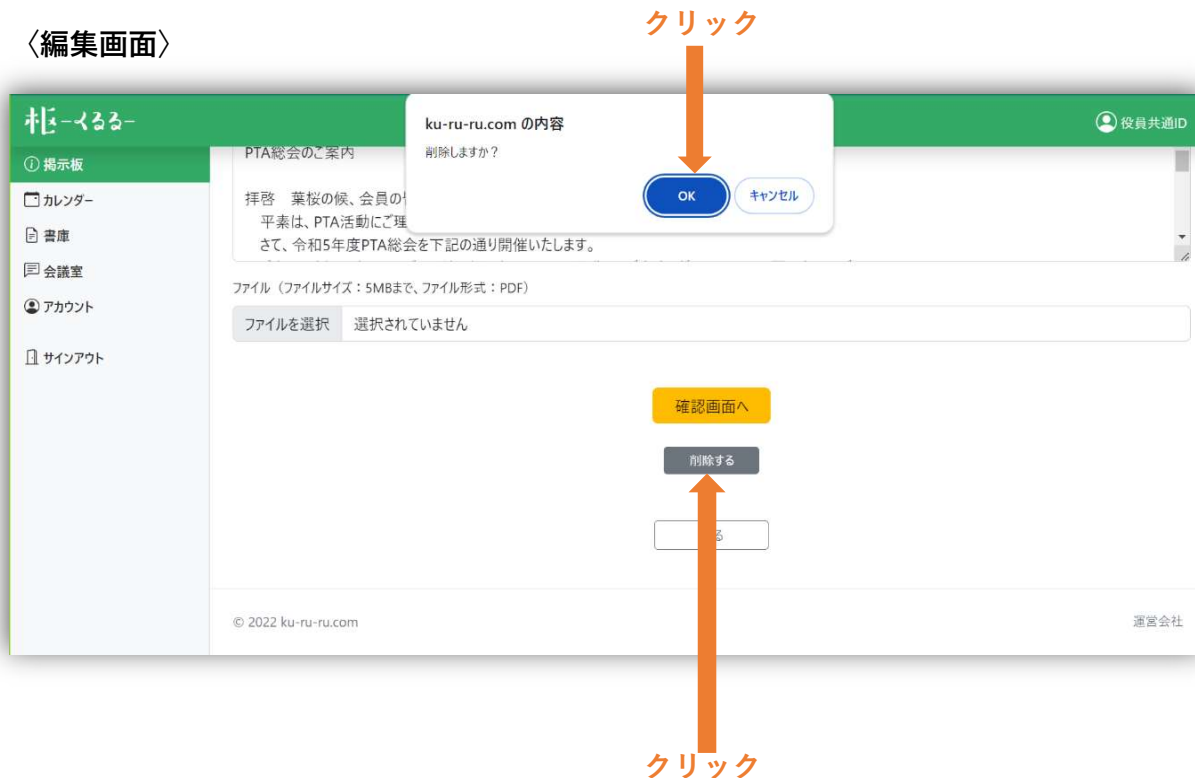 クリック
〈編集画面〉
枢-くるる-
ku-ru-ru.com の内容
削除しますか？
OK
キャンセル
役員共通ID
掲示板
カレンダー
書庫
会議室
アカウント
サインアウト
PTA総会のご案内
拝啓　葉桜の候、会員の
平素は、PTA活動にご理
さて、令和5年度PTA総会を下記の通り開催いたします。
ファイル（ファイルサイズ：5MBまで、ファイル形式：PDF）
ファイルを選択　選択されていません
確認画面へ
削除する
る
© 2022 ku-ru-ru.com
運営会社
クリック